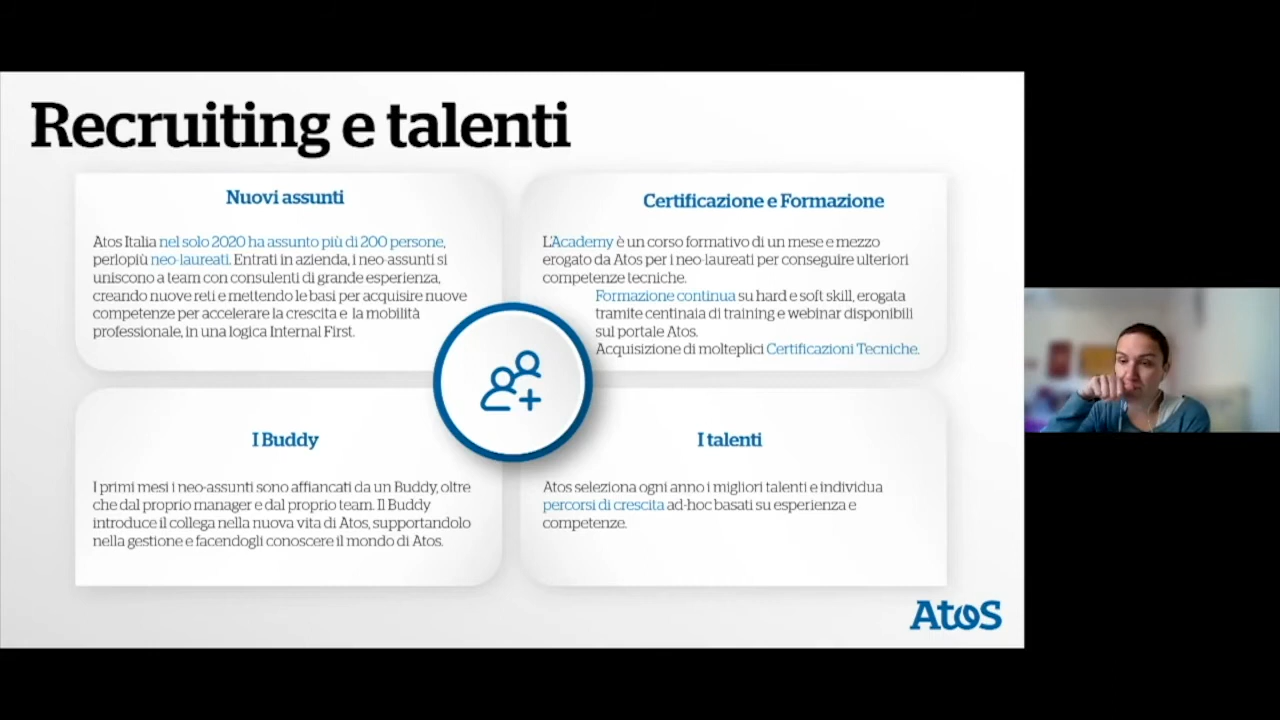 Recruiting e talenti
Nuovi assunti
Atos Italia nel solo 2020 ha assunto più di 200 persone,
perlopiù neo-laureati. Entrati in azienda, i neo-assunti si
uniscono a team con consulenti di grande esperienza,
creando nuove reti e mettendo le basi per acquisire nuove
competenze per accelerare la crescita e la mobilità
professionale, in una logica Internal First.
Certificazione e Formazione
L'Academy è un corso formativo di un mese e mezzo
erogato da Atos per i neo-laureati per conseguire ulteriori
competenze tecniche.
Formazione continua su hard e soft skill, erogata
tramite centinaia di training e webinar disponibili
sul portale Atos.
Acquisizione di molteplici Certificazioni Tecniche.
I Buddy
I primi mesi i neo-assunti sono affiancati da un Buddy, oltre
che dal proprio manager e dal proprio team. Il Buddy
introduce il collega nella nuova vita di Atos, supportandolo
nella gestione e facendogli conoscere il mondo di Atos.
I talenti
Atos seleziona ogni anno i migliori talenti e individua
percorsi di crescita ad-hoc basati su esperienza e
competenze.
Atos